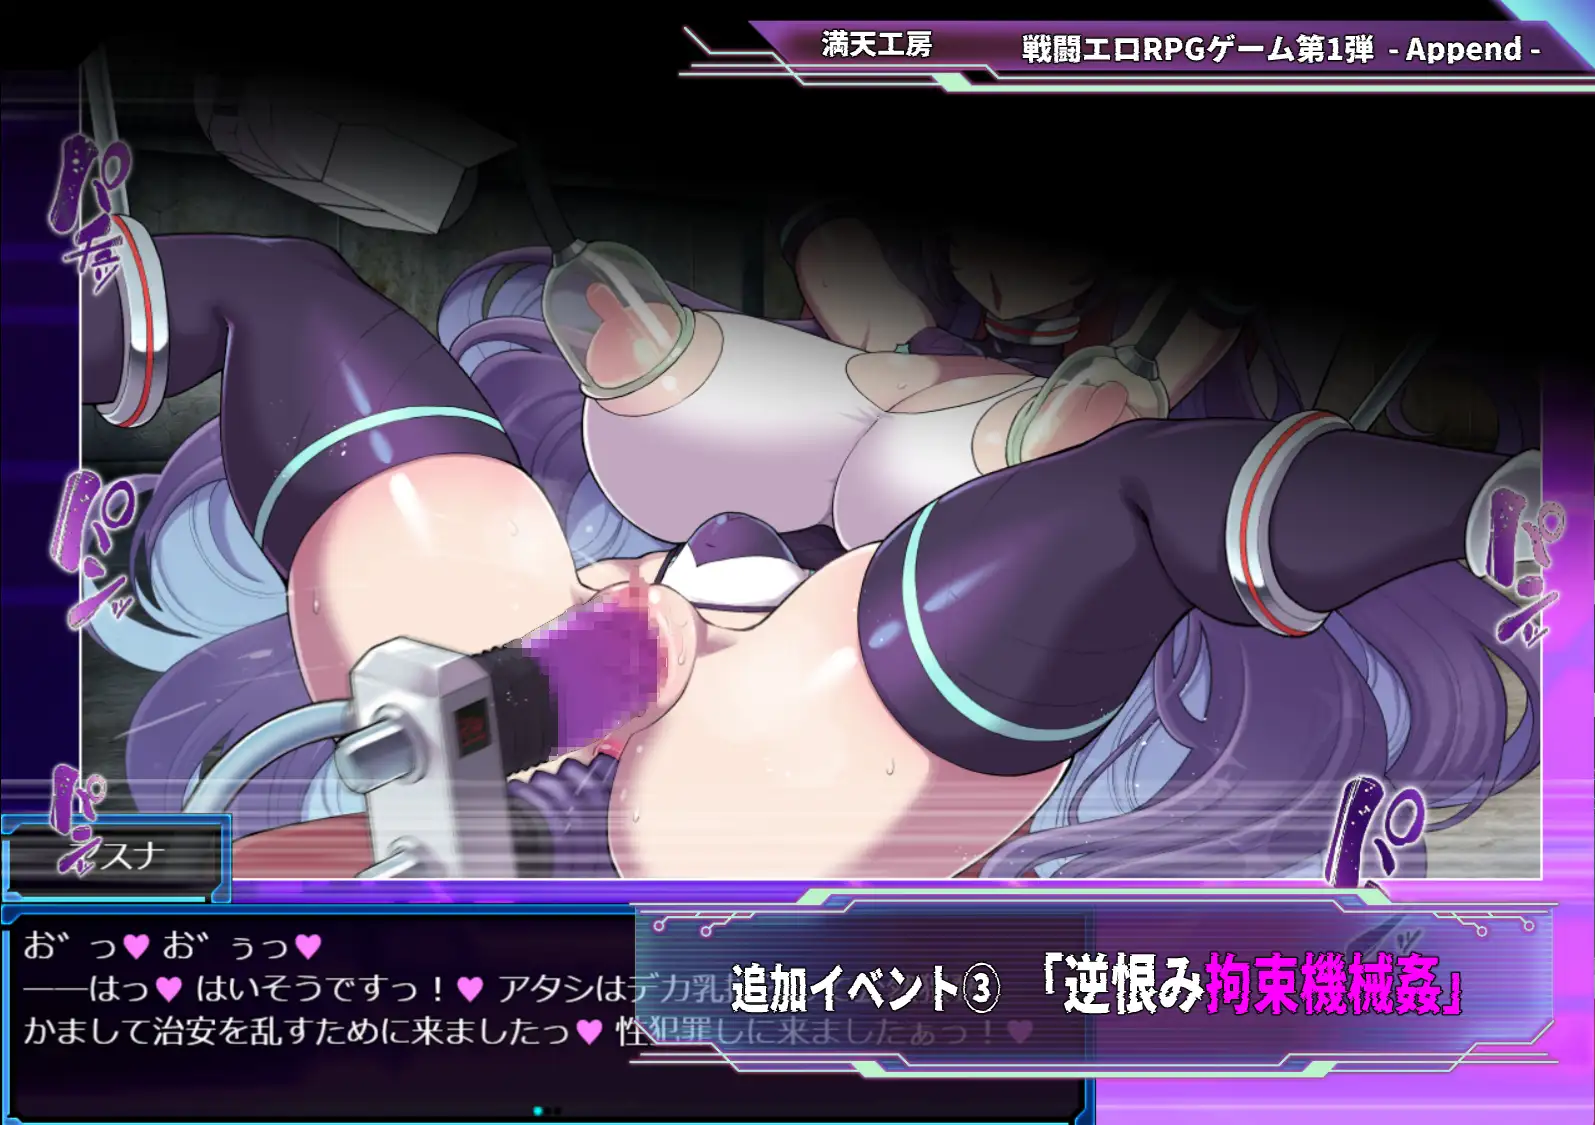 満天工房
戦闘エロRPGゲーム第1弾 - Append -
パ
パンッ
パンッ
パン
パ
スナ
お゛っ♥ お゛ぅっ♥
――はっ♥ はいそうですっ！♥ アタシはデカ乳
かまして治安を乱すために来ましたっ♥ 性犯罪しに来ましたぁっ！♥
追加イベント③ 「逆恨み拘束機械姦」